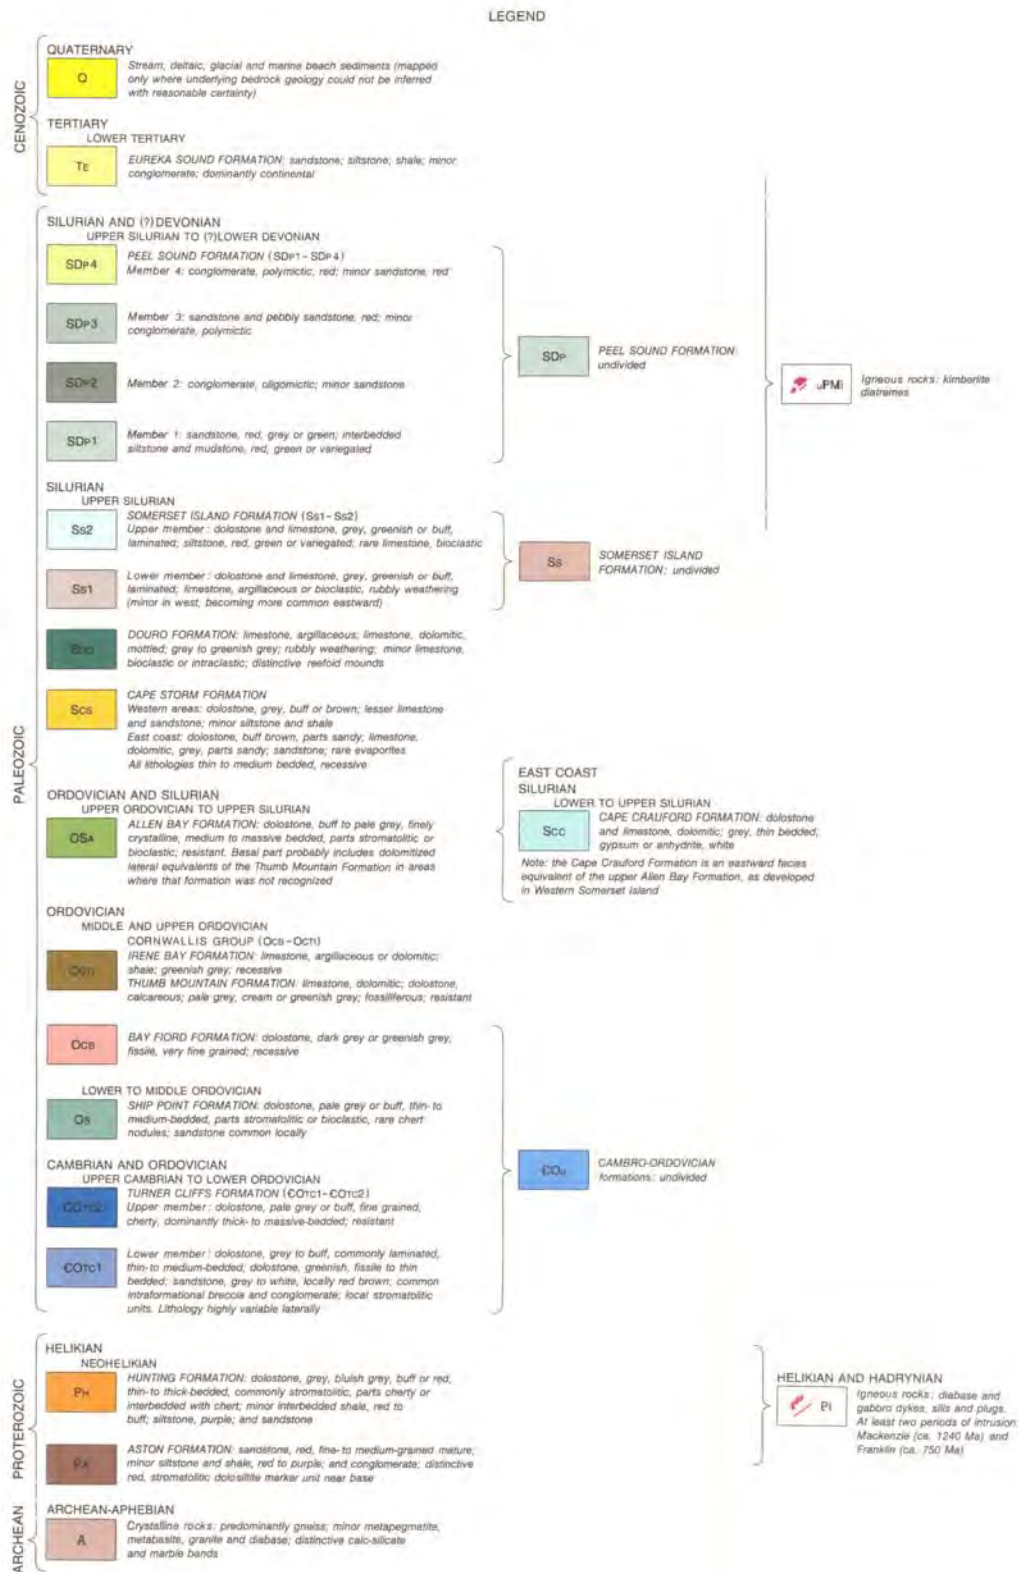 LEGEND
CENOZOIC
QUATERNARY
Q
Stream, deltaic, glacial and marine beach sediments (mapped
only where underlying bedrock geology could not be inferred
with reasonable certainty)
TERTIARY
LOWER TERTIARY
TE
EUREKA SOUND FORMATION: sandstone; siltstone; shale; minor
conglomerate; dominantly continental
PALEOZOIC
SILURIAN AND (?)DEVONIAN
UPPER SILURIAN TO (?)LOWER DEVONIAN
SDP4
PEEL SOUND FORMATION (SDP1-SDP4)
Member 4: conglomerate, polymictic, red; minor sandstone, red
SDP3
Member 3: sandstone and pebbly sandstone, red; minor
conglomerate, polymictic
SDP2
Member 2: conglomerate, oligomictic; minor sandstone
SDP1
Member 1: sandstone, red, grey or green; interbedded
siltstone and mudstone, red, green or variegated
SDP
PEEL SOUND FORMATION:
undivided
uPMi
Igneous rocks: kimberlite
diatremes
SILURIAN
UPPER SILURIAN
Ss2
SOMERSET ISLAND FORMATION (Ss1-Ss2)
Upper member: dolostone and limestone, grey, greenish or buff,
laminated; siltstone, red, green or variegated; rare limestone, bioclastic
Ss1
Lower member: dolostone and limestone, grey, greenish or buff,
laminated; limestone, argillaceous or bioclastic, rubbly weathering
(minor in west, becoming more common eastward)
Ss
SOMERSET ISLAND
FORMATION: undivided
DOURO FORMATION: limestone, argillaceous; limestone, dolomitic,
mottled; grey to greenish grey; rubbly weathering; minor limestone,
bioclastic or intraclastic; distinctive reefoid mounds
Scs
CAPE STORM FORMATION
Western areas: dolostone, grey, buff or brown; lesser limestone
and sandstone; minor siltstone and shale
East coast: dolostone, buff brown, parts sandy; limestone,
dolomitic, grey, parts sandy; sandstone; rare evaporites
All lithologies thin to medium bedded, recessive
ORDOVICIAN AND SILURIAN
UPPER ORDOVICIAN TO UPPER SILURIAN
OSA
ALLEN BAY FORMATION: dolostone, buff to pale grey, finely
crystalline, medium to massive bedded, parts stromatolitic or
bioclastic; resistant. Basal part probably includes dolomitized
lateral equivalents of the Thumb Mountain Formation in areas
where that formation was not recognized
EAST COAST
SILURIAN
LOWER TO UPPER SILURIAN
Scc
CAPE CRAUFORD FORMATION: dolostone
and limestone, dolomitic; grey, thin bedded;
gypsum or anhydrite, white
Note: the Cape Crauford Formation is an eastward facies
equivalent of the upper Allen Bay Formation, as developed
in Western Somerset Island
ORDOVICIAN
MIDDLE AND UPPER ORDOVICIAN
CORNWALLIS GROUP (OCB-OCTI)
OCTI
IRENE BAY FORMATION: limestone, argillaceous or dolomitic;
shale; greenish grey; recessive
THUMB MOUNTAIN FORMATION: limestone, dolomitic; dolostone,
calcareous; pale grey, cream or greenish grey; fossiliferous; resistant
OCB
BAY FIORD FORMATION: dolostone, dark grey or greenish grey,
fissile, very fine grained; recessive
LOWER TO MIDDLE ORDOVICIAN
Os
SHIP POINT FORMATION: dolostone, pale grey or buff, thin- to
medium-bedded, parts stromatolitic or bioclastic, rare chert
nodules; sandstone common locally
CAMBRIAN AND ORDOVICIAN
UPPER CAMBRIAN TO LOWER ORDOVICIAN
ЄOTC2
TURNER CLIFFS FORMATION (ЄOTC1-ЄOTC2)
Upper member: dolostone, pale grey or buff, fine grained,
cherty, dominantly thick- to massive-bedded; resistant
ЄOTC1
Lower member: dolostone, grey to buff, commonly laminated,
thin- to medium-bedded; dolostone, greenish, fissile to thin
bedded; sandstone, grey to white, locally red brown; common
intraformational breccia and conglomerate; local stromatolitic
units. Lithology highly variable laterally
ЄOu
CAMBRO-ORDOVICIAN
formations: undivided
PROTEROZOIC
HELIKIAN
NEOHELIKIAN
PH
HUNTING FORMATION: dolostone, grey, bluish grey, buff or red,
thin- to thick-bedded, commonly stromatolitic, parts cherty or
interbedded with chert; minor interbedded shale, red to
buff; siltstone, purple; and sandstone
PA
ASTON FORMATION: sandstone, red, fine- to medium-grained mature;
minor siltstone and shale, red to purple; and conglomerate; distinctive
red, stromatolitic dolosiltite marker unit near base
HELIKIAN AND HADRYNIAN
PI
Igneous rocks: diabase and
gabbro dykes, sills and plugs.
At least two periods of intrusion:
Mackenzie (ca. 1240 Ma) and
Franklin (ca. 750 Ma)
ARCHEAN
ARCHEAN-APHEBIAN
A
Crystalline rocks: predominantly gneiss; minor metapegmatite,
metabasite, granite and diabase; distinctive calc-silicate
and marble bands